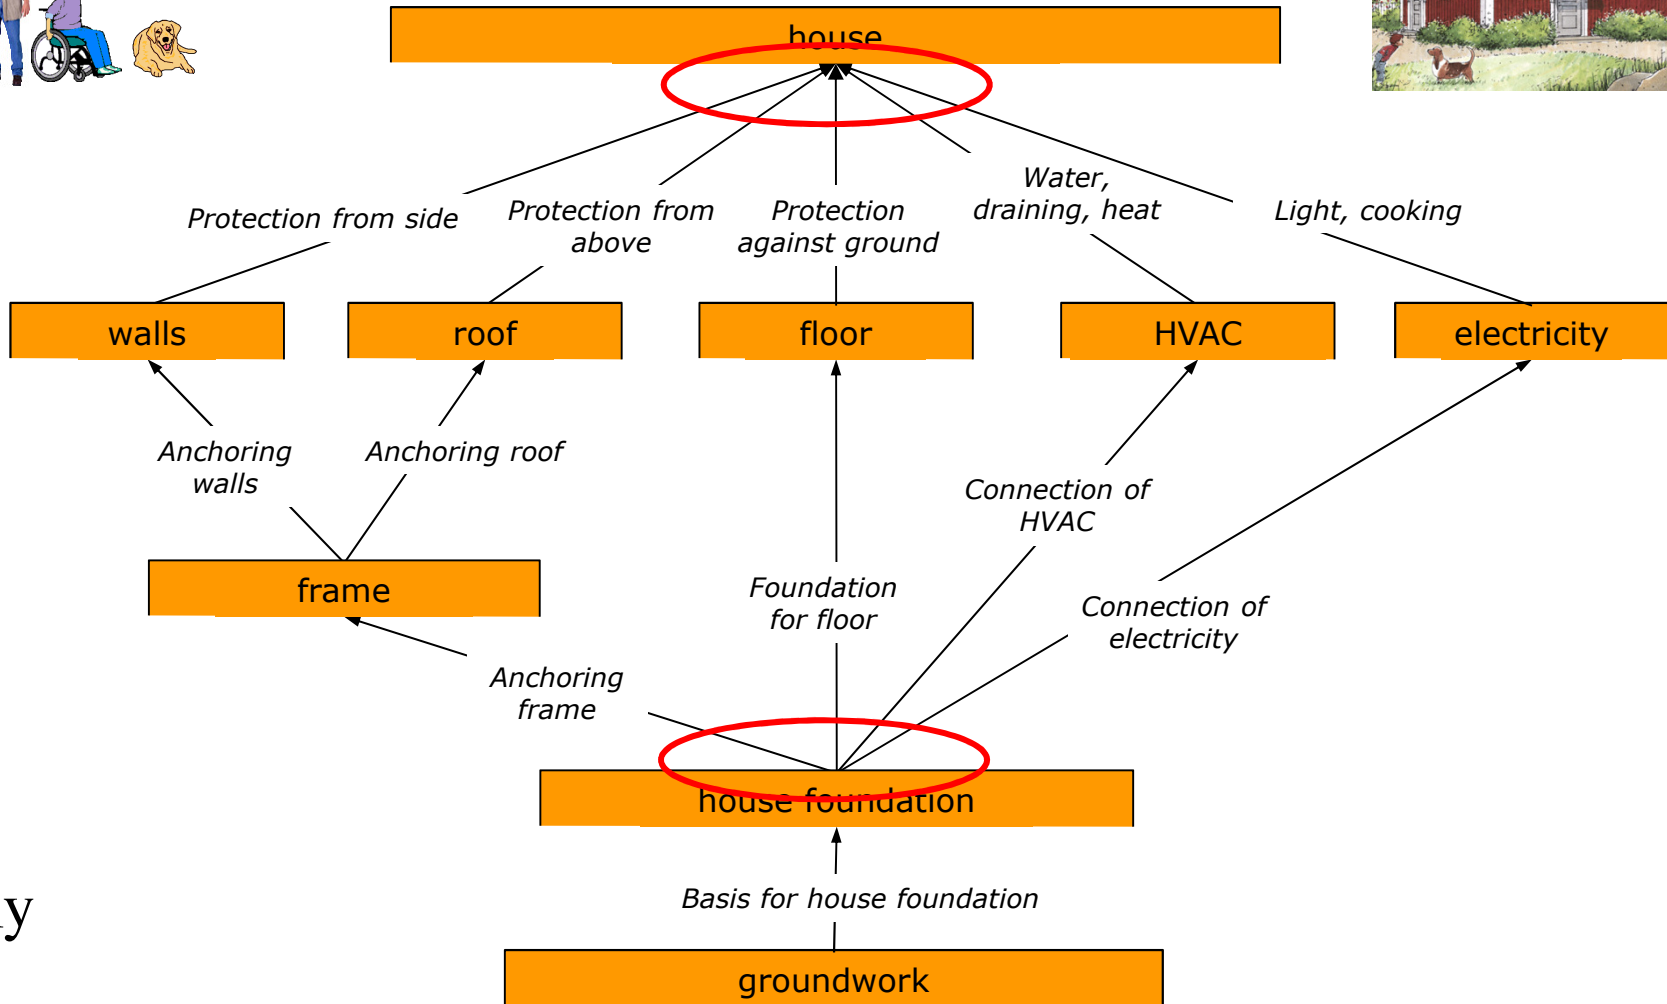 house
Protection from side
Protection from
above
Protection
against ground
Water,
draining, heat
Light, cooking
walls
roof
floor
HVAC
electricity
Anchoring
walls
Anchoring roof
Connection of
HVAC
frame
Foundation
for floor
Connection of
electricity
Anchoring
frame
house foundation
Basis for house foundation
groundwork